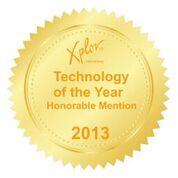 Xplor
Technology
of the Year
Honorable Mention
2013